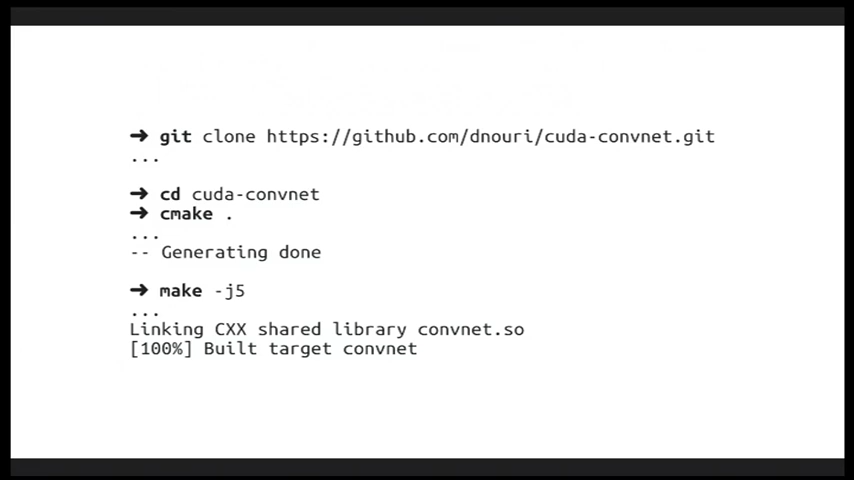 ➜ git clone https://github.com/dnouri/cuda-convnet.git
...
➜ cd cuda-convnet
➜ cmake .
...
-- Generating done
➜ make -j5
...
Linking CXX shared library convnet.so
[100%] Built target convnet